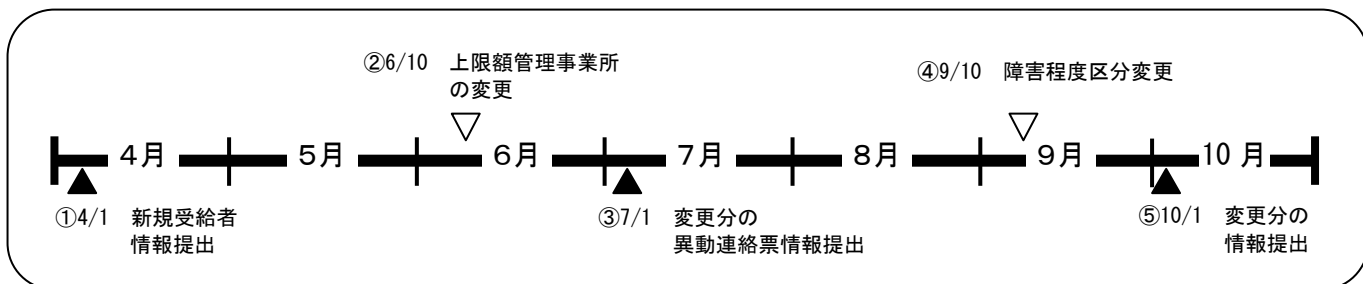 ②6/10 上限額管理事業所
の変更
④9/10 障害程度区分変更
4月 5月 6月 7月 8月 9月 10月
①4/1 新規受給者
情報提出
③7/1 変更分の
異動連絡票情報提出
⑤10/1 変更分の
情報提出